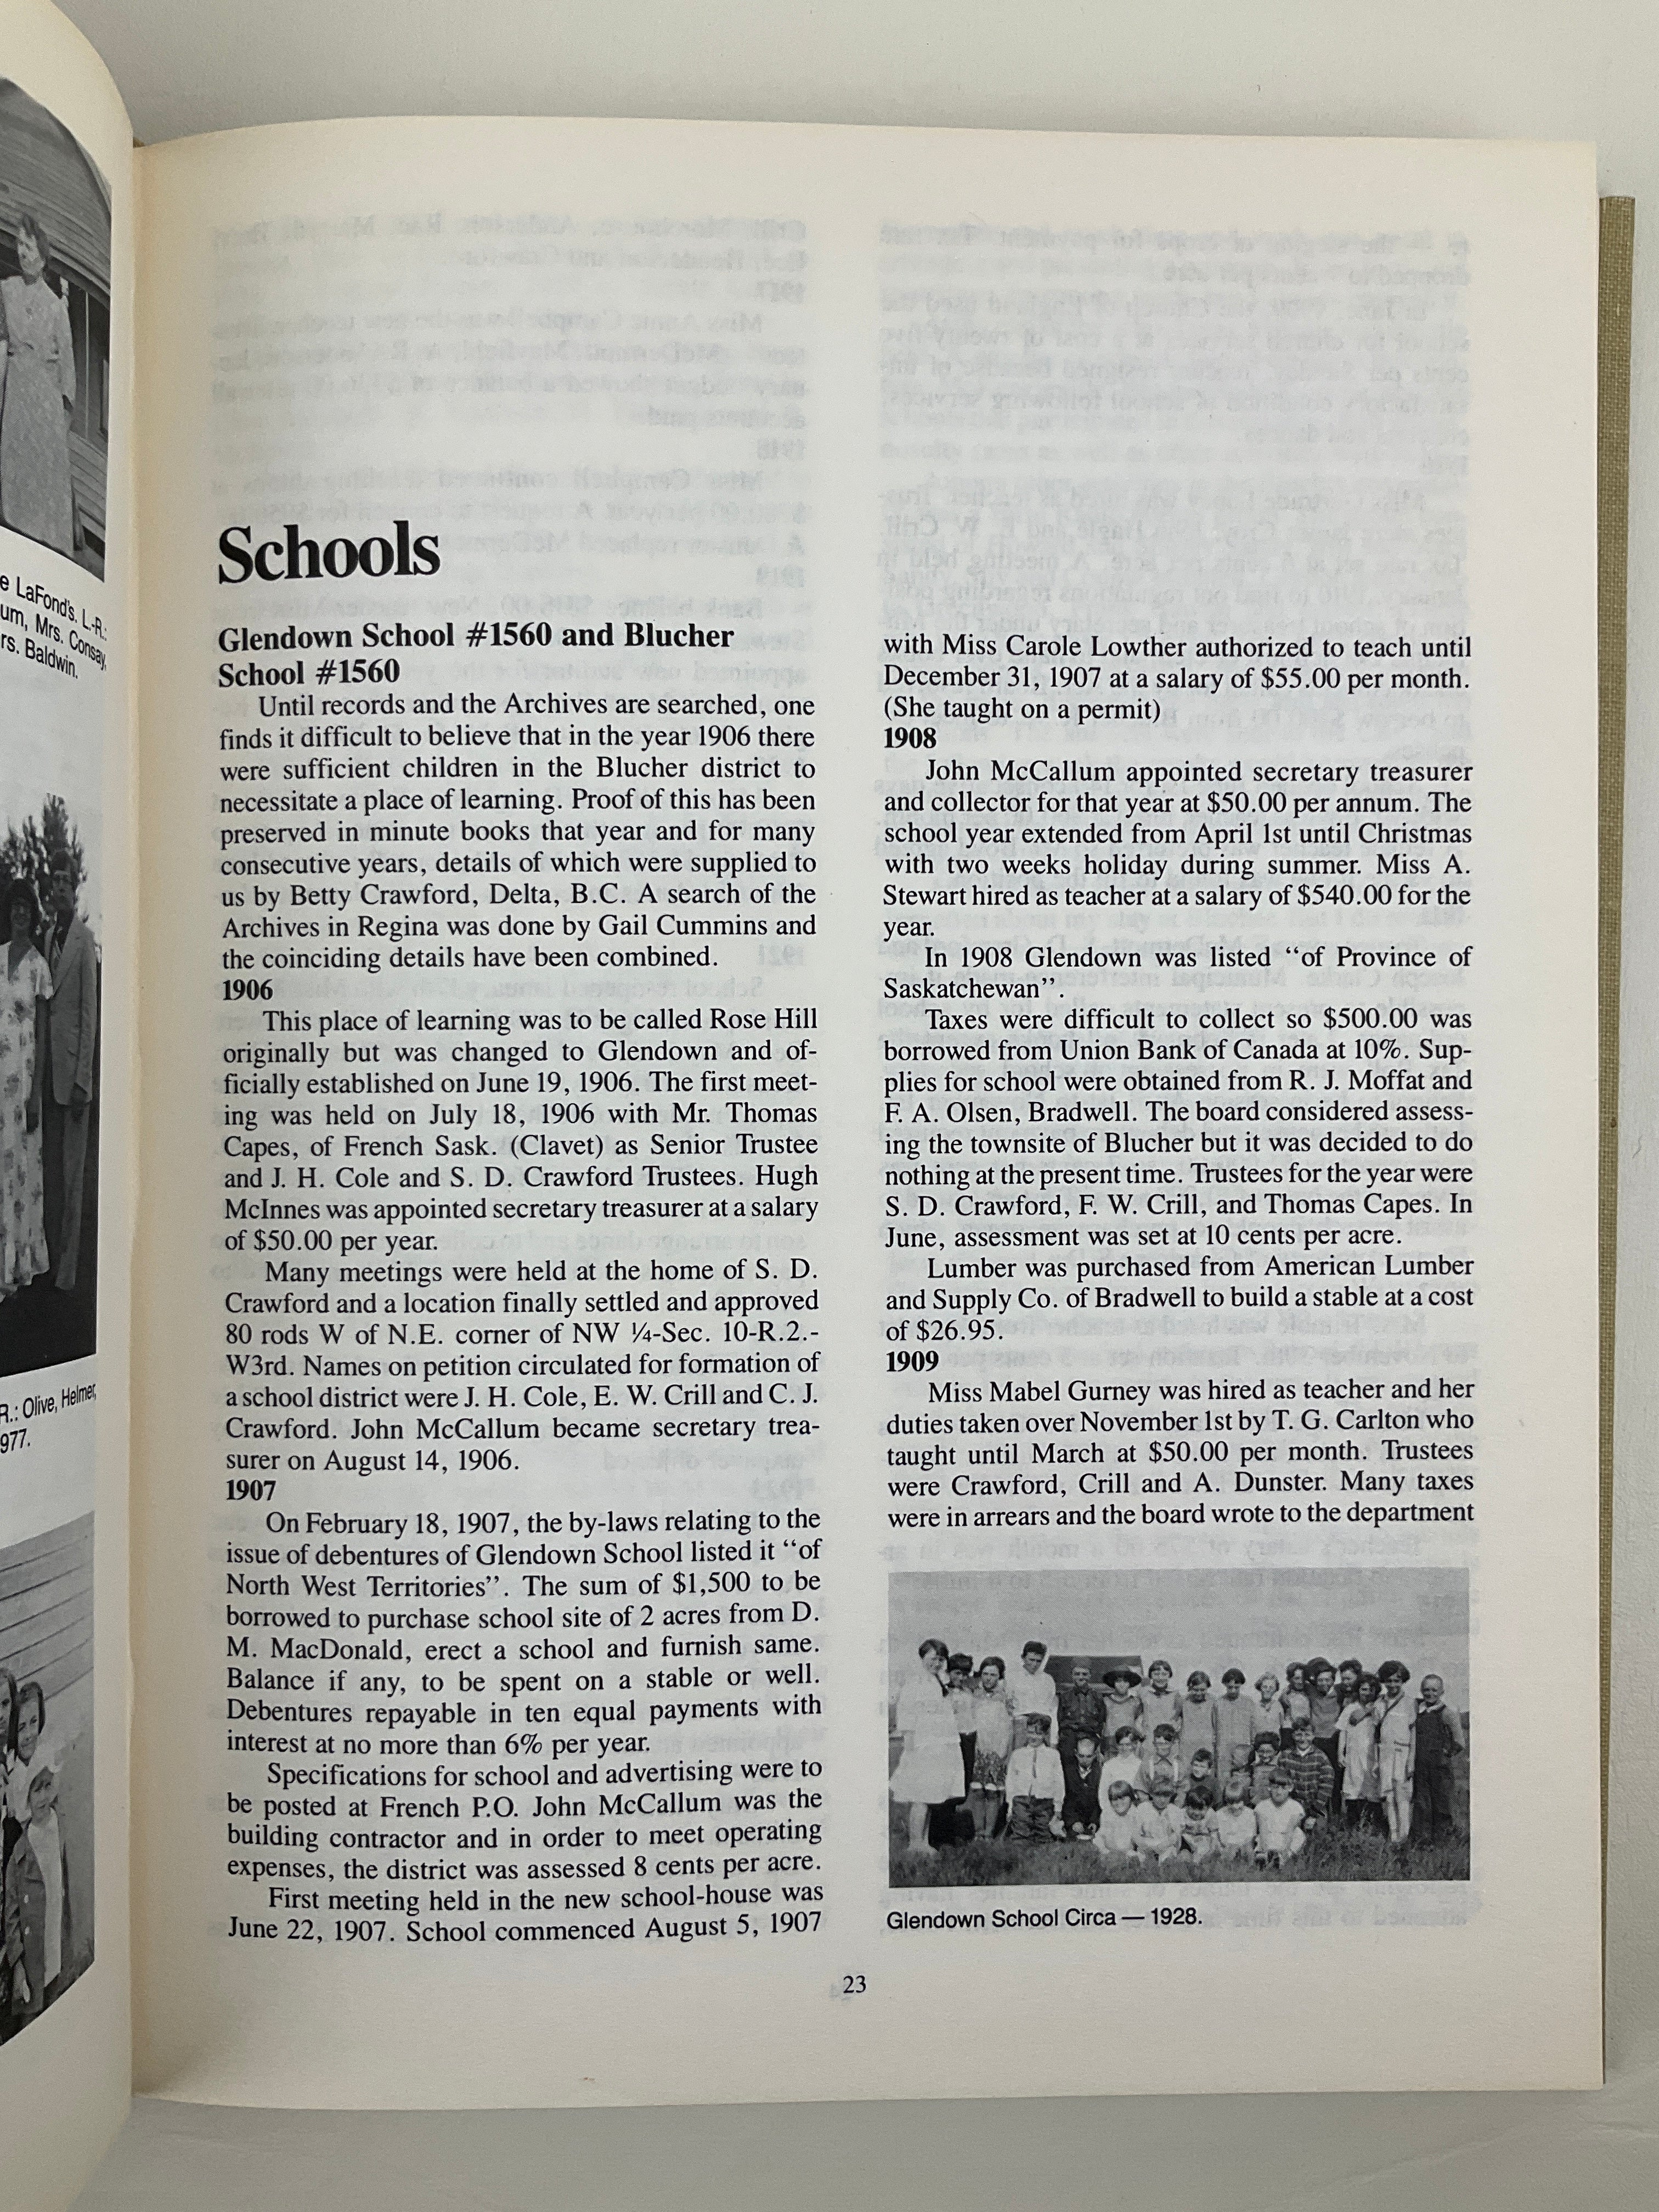 e LaFond's. L-R.:
um, Mrs. Consay,
rs. Baldwin.
R.: Olive, Helmer,
977.
Schools
Glendown School #1560 and Blucher
School #1560
Until records and the Archives are searched, one
finds it difficult to believe that in the year 1906 there
were sufficient children in the Blucher district to
necessitate a place of learning. Proof of this has been
preserved in minute books that year and for many
consecutive years, details of which were supplied to
us by Betty Crawford, Delta, B.C. A search of the
Archives in Regina was done by Gail Cummins and
the coinciding details have been combined.
1906
This place of learning was to be called Rose Hill
originally but was changed to Glendown and of-
ficially established on June 19, 1906. The first meet-
ing was held on July 18, 1906 with Mr. Thomas
Capes, of French Sask. (Clavet) as Senior Trustee
and J. H. Cole and S. D. Crawford Trustees. Hugh
McInnes was appointed secretary treasurer at a salary
of $50.00 per year.
Many meetings were held at the home of S. D.
Crawford and a location finally settled and approved
80 rods W of N.E. corner of NW ¼-Sec. 10-R.2.-
W3rd. Names on petition circulated for formation of
a school district were J. H. Cole, E. W. Crill and C. J.
Crawford. John McCallum became secretary trea-
surer on August 14, 1906.
1907
On February 18, 1907, the by-laws relating to the
issue of debentures of Glendown School listed it “of
North West Territories”. The sum of $1,500 to be
borrowed to purchase school site of 2 acres from D.
M. MacDonald, erect a school and furnish same.
Balance if any, to be spent on a stable or well.
Debentures repayable in ten equal payments with
interest at no more than 6% per year.
Specifications for school and advertising were to
be posted at French P.O. John McCallum was the
building contractor and in order to meet operating
expenses, the district was assessed 8 cents per acre.
First meeting held in the new school-house was
June 22, 1907. School commenced August 5, 1907
with Miss Carole Lowther authorized to teach until
December 31, 1907 at a salary of $55.00 per month.
(She taught on a permit)
1908
John McCallum appointed secretary treasurer
and collector for that year at $50.00 per annum. The
school year extended from April 1st until Christmas
with two weeks holiday during summer. Miss A.
Stewart hired as teacher at a salary of $540.00 for the
year.
In 1908 Glendown was listed “of Province of
Saskatchewan”.
Taxes were difficult to collect so $500.00 was
borrowed from Union Bank of Canada at 10%. Sup-
plies for school were obtained from R. J. Moffat and
F. A. Olsen, Bradwell. The board considered assess-
ing the townsite of Blucher but it was decided to do
nothing at the present time. Trustees for the year were
S. D. Crawford, F. W. Crill, and Thomas Capes. In
June, assessment was set at 10 cents per acre.
Lumber was purchased from American Lumber
and Supply Co. of Bradwell to build a stable at a cost
of $26.95.
1909
Miss Mabel Gurney was hired as teacher and her
duties taken over November 1st by T. G. Carlton who
taught until March at $50.00 per month. Trustees
were Crawford, Crill and A. Dunster. Many taxes
were in arrears and the board wrote to the department
Glendown School Circa — 1928.
23